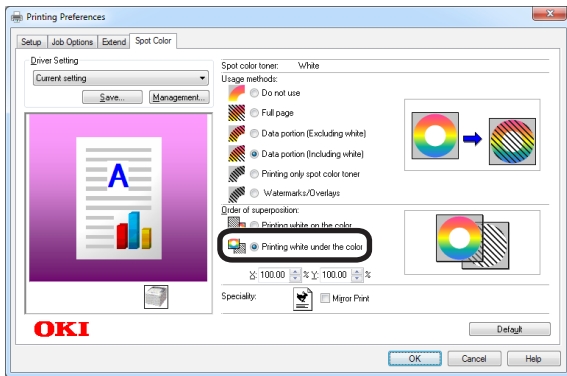 Printing Preferences
Setup Job Options Extend Spot Color
Driver Setting
Current setting
Save... Management...
A
OKI
Spot color toner: White
Usage methods:
Do not use
Full page
Data portion (Excluding white)
Data portion (Including white)
Printing only spot color toner
Watermarks/Overlays
Order of superposition:
Printing white on the color
Printing white under the color
X: 100.00 % Y: 100.00 %
Speciality: Mirror Print
Default
OK Cancel Help